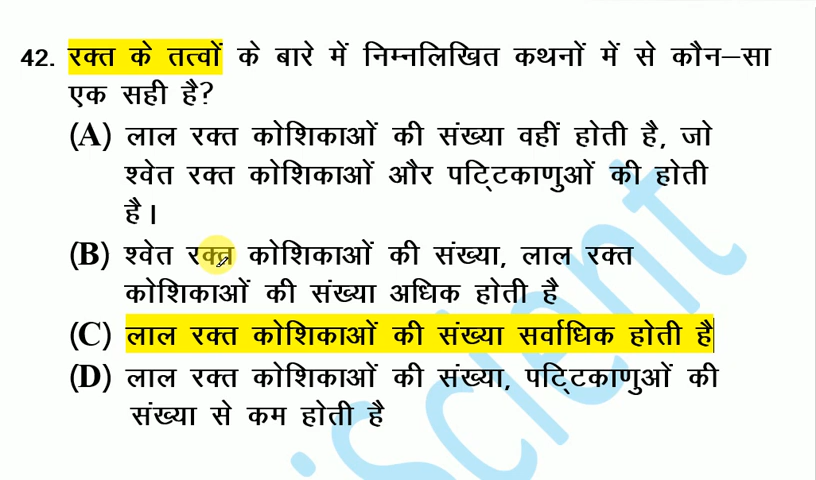 42. रक्त के तत्वों के बारे में निम्नलिखित कथनों में से कौन–सा
एक सही है?
(A) लाल रक्त कोशिकाओं की संख्या वहीं होती है, जो
श्वेत रक्त कोशिकाओं और पट्टिकाणुओं की होती
है।
(B) श्वेत रक्त कोशिकाओं की संख्या, लाल रक्त
कोशिकाओं की संख्या अधिक होती है
(C) लाल रक्त कोशिकाओं की संख्या सर्वाधिक होती है
(D) लाल रक्त कोशिकाओं की संख्या, पट्टिकाणुओं की
संख्या से कम होती है
iScient